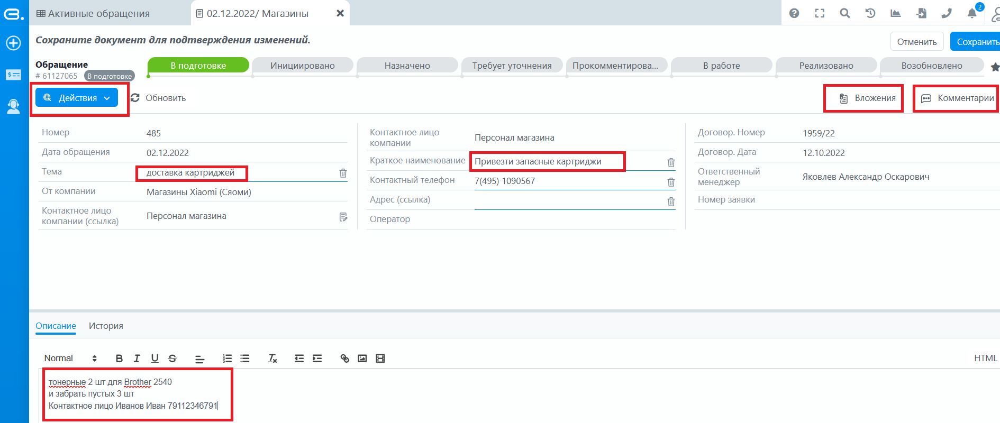 Активные обращения
02.12.2022/ Магазины
2
Сохраните документ для подтверждения изменений.
Отменить
Сохранить
Обращение
# 61127065 В подготовке
В подготовке
Инициировано
Назначено
Требует уточнения
Прокомментирова...
В работе
Реализовано
Возобновлено
Действия
Обновить
Вложения
Комментарии
Номер 485
Дата обращения 02.12.2022
Тема доставка картриджей
От компании Магазины Xiaomi (Сяоми)
Контактное лицо
компании (ссылка) Персонал магазина
Контактное лицо
компании Персонал магазина
Краткое наименование Привезти запасные картриджи
Контактный телефон 7(495) 1090567
Адрес (ссылка)
Оператор
Договор. Номер 1959/22
Договор. Дата 12.10.2022
Ответственный
менеджер Яковлев Александр Оскарович
Номер заявки
Описание История
Normal
HTML
тонерные 2 шт для Brother 2540
и забрать пустых 3 шт
Контактное лицо Иванов Иван 79112346791